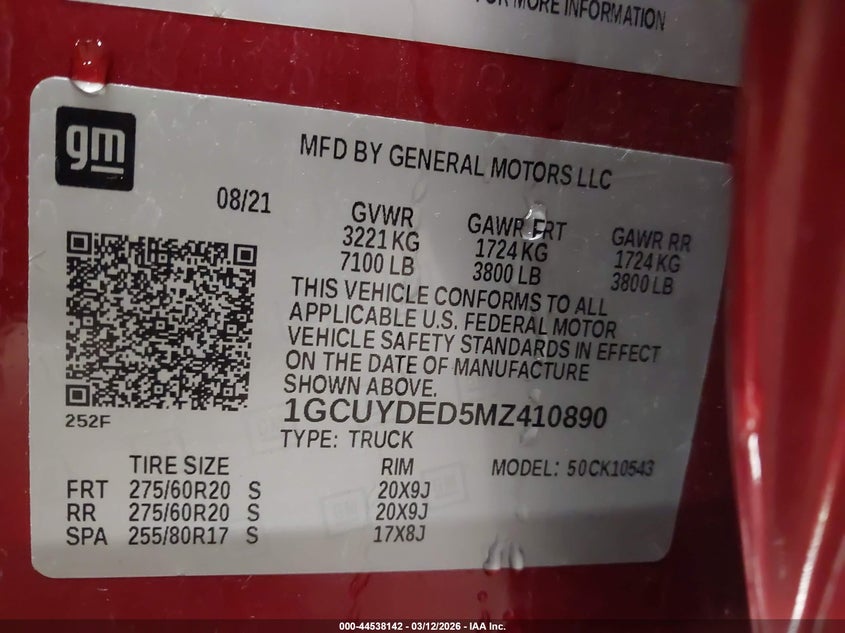 FOR MORE INFORMATION
gm
MFD BY GENERAL MOTORS LLC
08/21
GVWR GAWR FRT GAWR RR
3221 KG 1724 KG 1724 KG
7100 LB 3800 LB 3800 LB
THIS VEHICLE CONFORMS TO ALL
APPLICABLE U.S. FEDERAL MOTOR
VEHICLE SAFETY STANDARDS IN EFFECT
ON THE DATE OF MANUFACTURE
SHOWN ABOVE.
252F
1GCUYDED5MZ410890
TYPE: TRUCK
TIRE SIZE RIM MODEL: 50CK10543
FRT 275/60R20 S 20X9J
RR 275/60R20 S 20X9J
SPA 255/80R17 S 17X8J
000-44538142 - 03/12/2026 - IAA Inc.